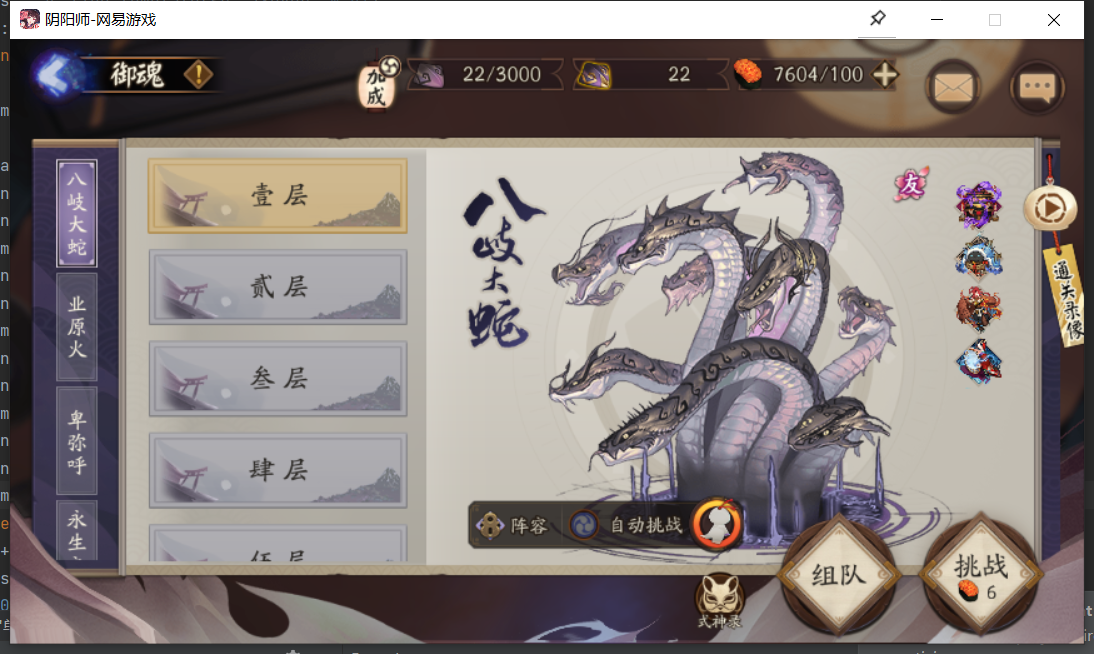 阴阳师-网易游戏
御魂
加成
22/3000
22
7604/100
八岐大蛇
业原火
卑弥呼
永生
壹层
贰层
叁层
肆层
伍层
八岐大蛇
友
通关录像
阵容
自动挑战
组队
挑战
6
式神录